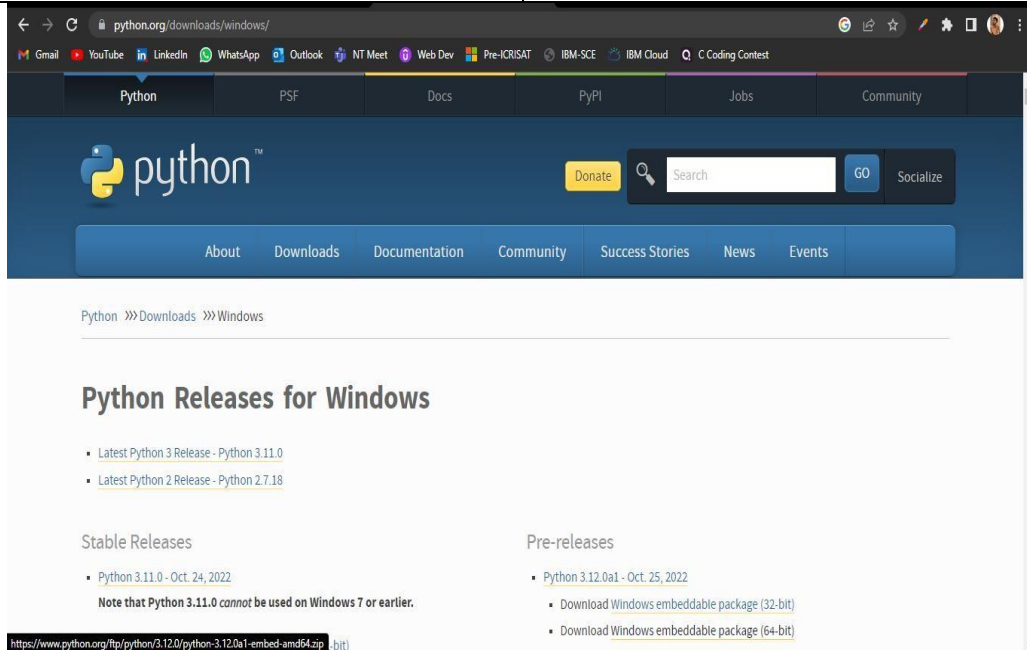 python.org/downloads/windows/
Gmail YouTube LinkedIn WhatsApp Outlook NT Meet Web Dev Pre-ICRISAT IBM-SCE IBM Cloud C Coding Contest
Python PSF Docs PyPI Jobs Community
python™
Donate Search GO Socialize
About Downloads Documentation Community Success Stories News Events
Python >>> Downloads >>> Windows
Python Releases for Windows
Latest Python 3 Release - Python 3.11.0
Latest Python 2 Release - Python 2.7.18
Stable Releases
Python 3.11.0 - Oct. 24, 2022
Note that Python 3.11.0 cannot be used on Windows 7 or earlier.
-bit)
Pre-releases
Python 3.12.0a1 - Oct. 25, 2022
Download Windows embeddable package (32-bit)
Download Windows embeddable package (64-bit)
https://www.python.org/ftp/python/3.12.0/python-3.12.0a1-embed-amd64.zip